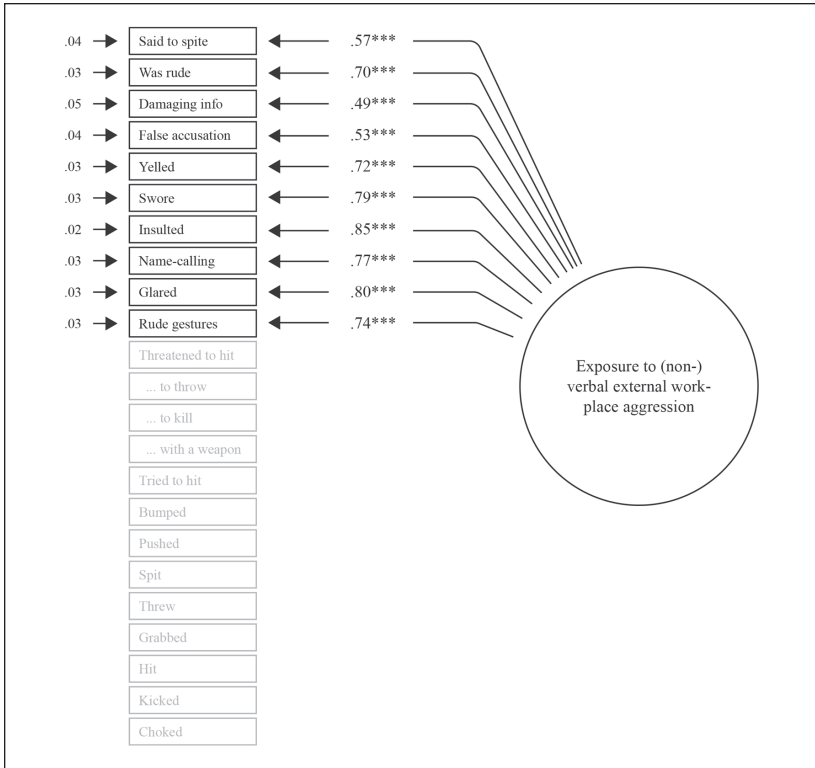 .04 Said to spite .57***
.03 Was rude .70***
.05 Damaging info .49***
.04 False accusation .53***
.03 Yelled .72***
.03 Swore .79***
.02 Insulted .85***
.03 Name-calling .77***
.03 Glared .80***
.03 Rude gestures .74***
Threatened to hit
... to throw
... to kill
... with a weapon
Tried to hit
Bumped
Pushed
Spit
Threw
Grabbed
Hit
Kicked
Choked
Exposure to (non-)
verbal external work-
place aggression